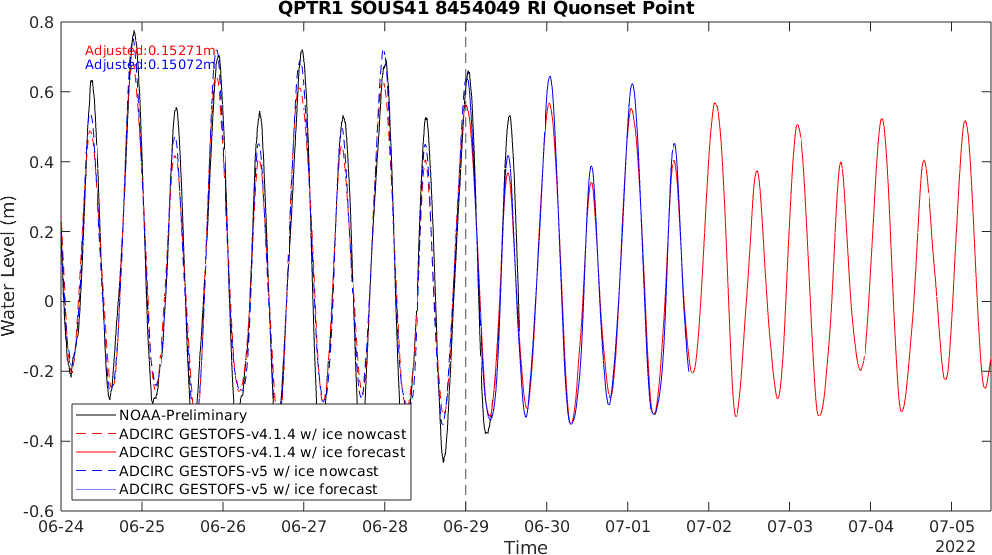 QPTR1 SOUS41 8454049 RI Quonset Point
Adjusted:0.15271m
Adjusted:0.15072m
Water Level (m)
0.8
0.6
0.4
0.2
0
-0.2
-0.4
-0.6
NOAA-Preliminary
ADCIRC GESTOFS-v4.1.4 w/ ice nowcast
ADCIRC GESTOFS-v4.1.4 w/ ice forecast
ADCIRC GESTOFS-v5 w/ ice nowcast
ADCIRC GESTOFS-v5 w/ ice forecast
06-24 06-25 06-26 06-27 06-28 06-29 06-30 07-01 07-02 07-03 07-04 07-05
Time
2022